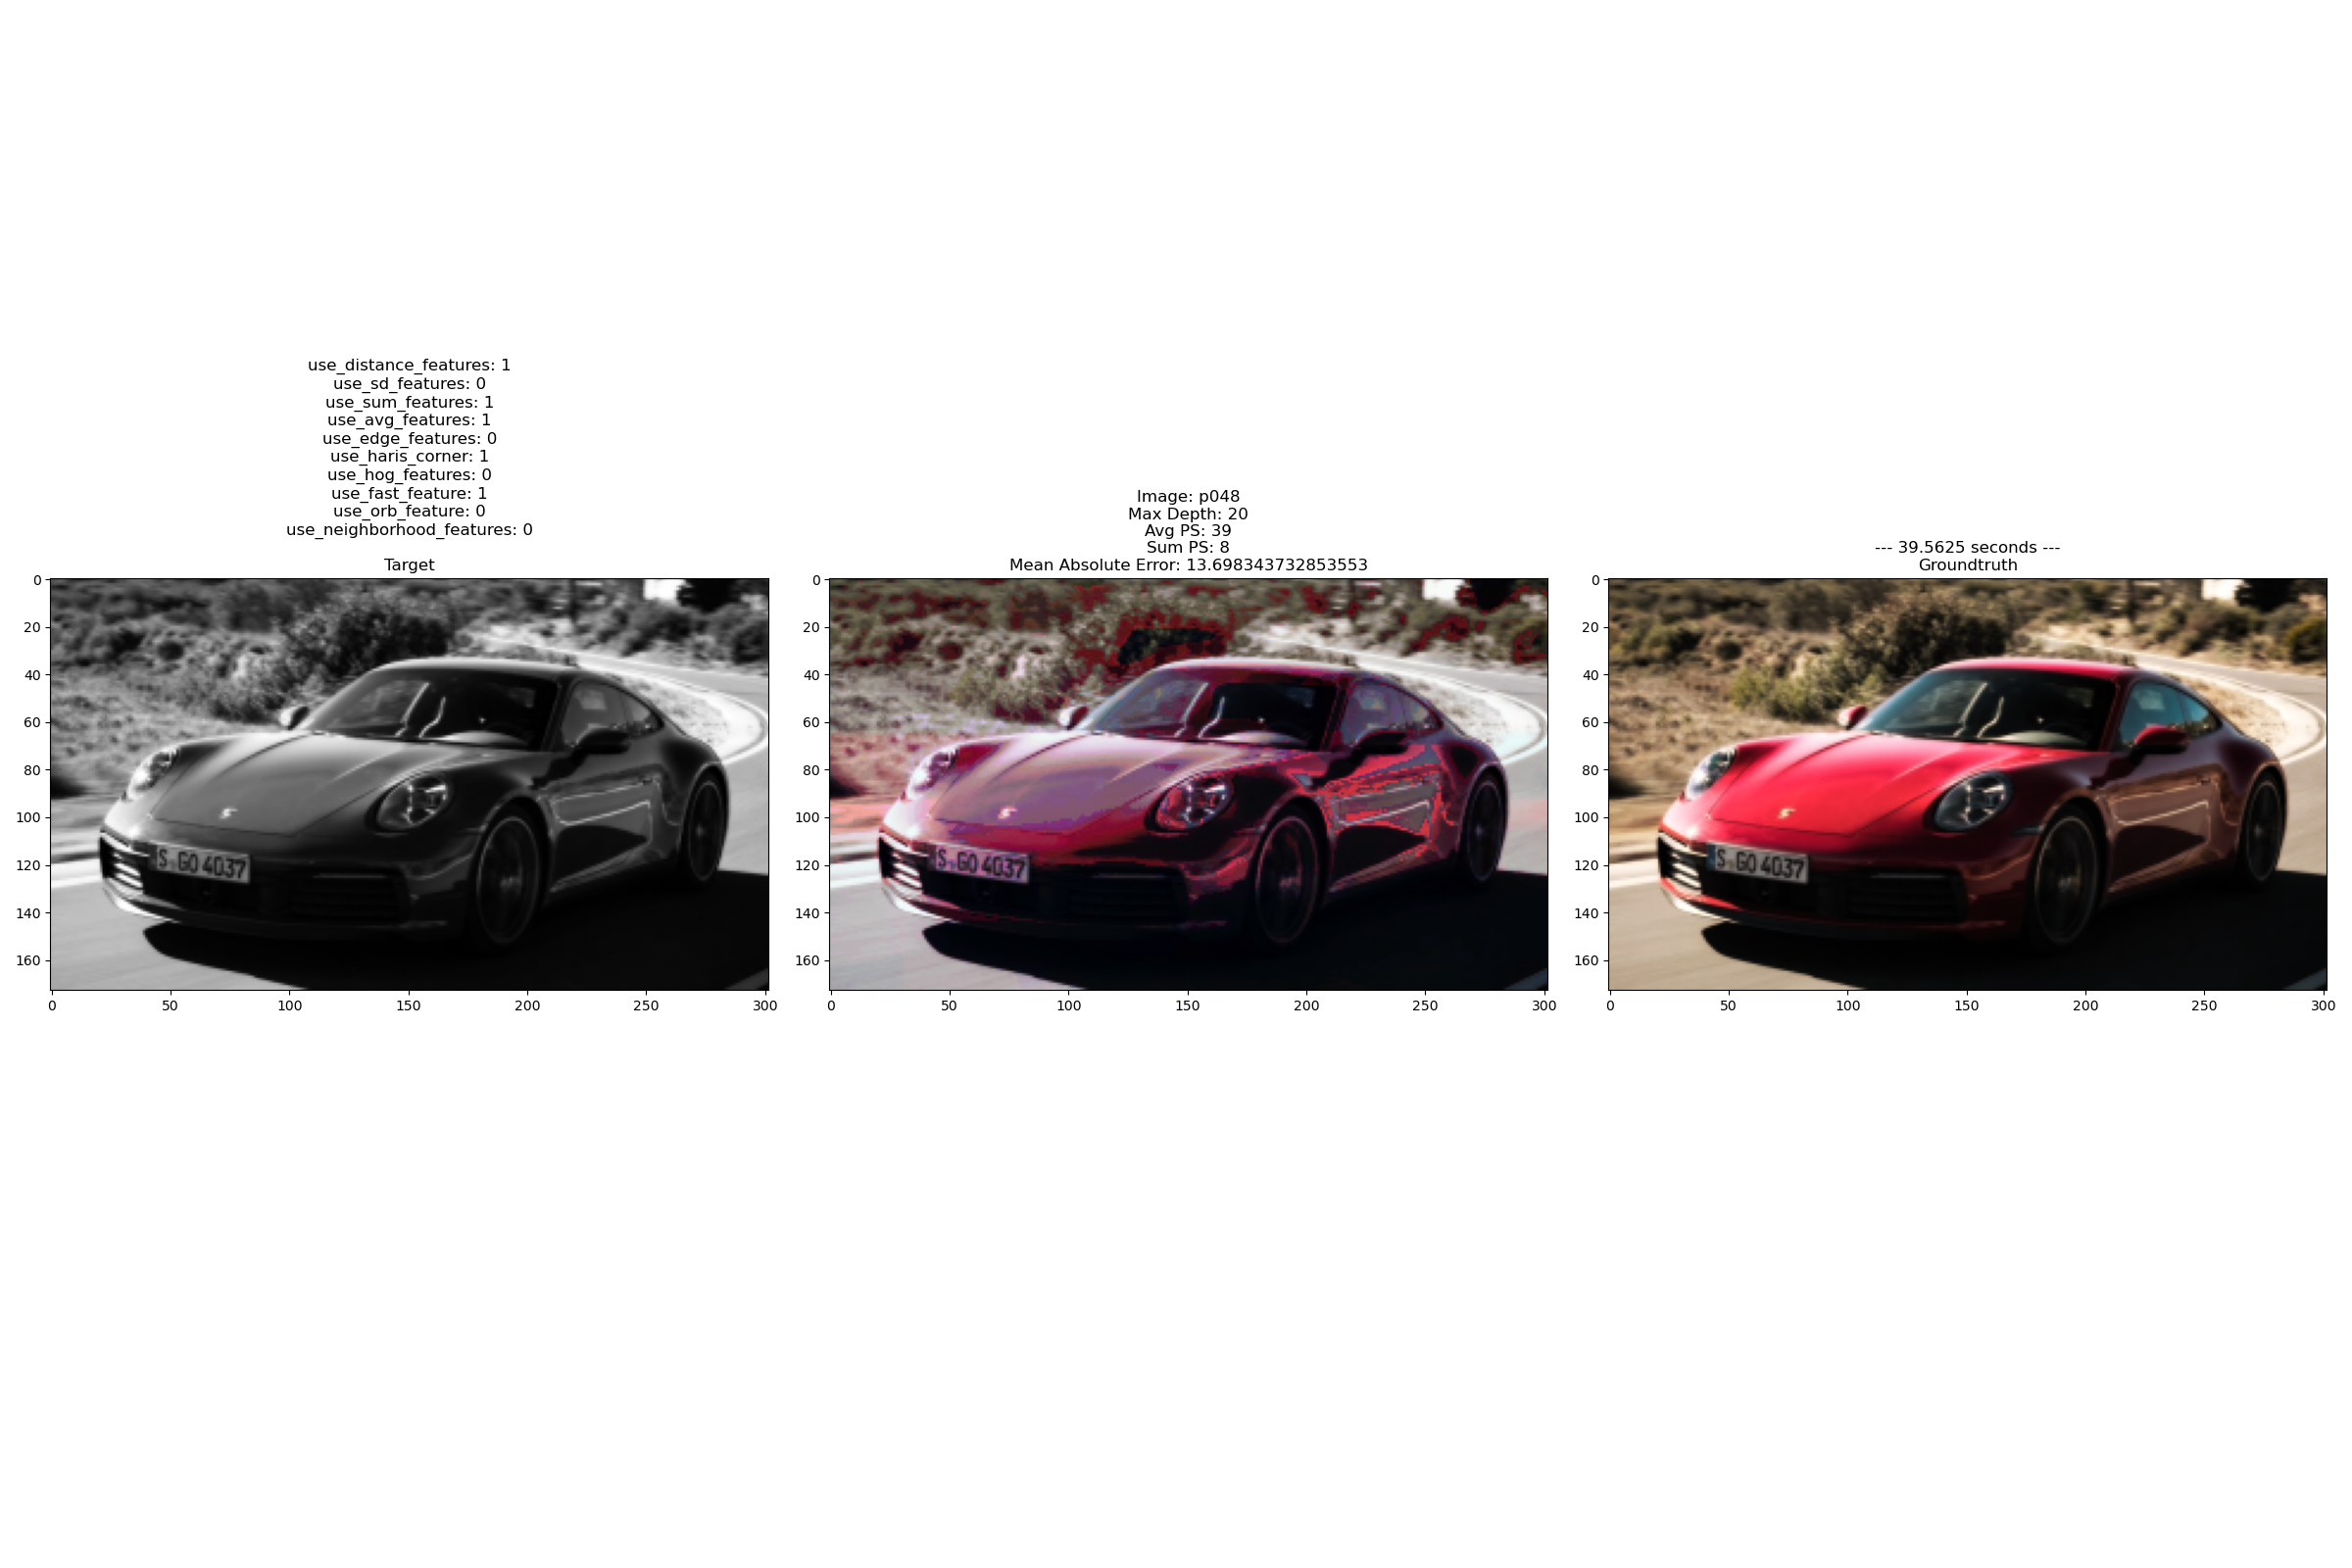 use_distance_features: 1
use_sd_features: 0
use_sum_features: 1
use_avg_features: 1
use_edge_features: 0
use_haris_corner: 1
use_hog_features: 0
use_fast_feature: 1
use_orb_feature: 0
use_neighborhood_features: 0
Target
0
20
40
60
80
100
120
140
160
0
50
100
150
200
250
300
S GO 4037
Image: p048
Max Depth: 20
Avg PS: 39
Sum PS: 8
Mean Absolute Error: 13.698343732853553
0
20
40
60
80
100
120
140
160
0
50
100
150
200
250
300
S GO 4037
--- 39.5625 seconds ---
Groundtruth
0
20
40
60
80
100
120
140
160
0
50
100
150
200
250
300
S GO 4037